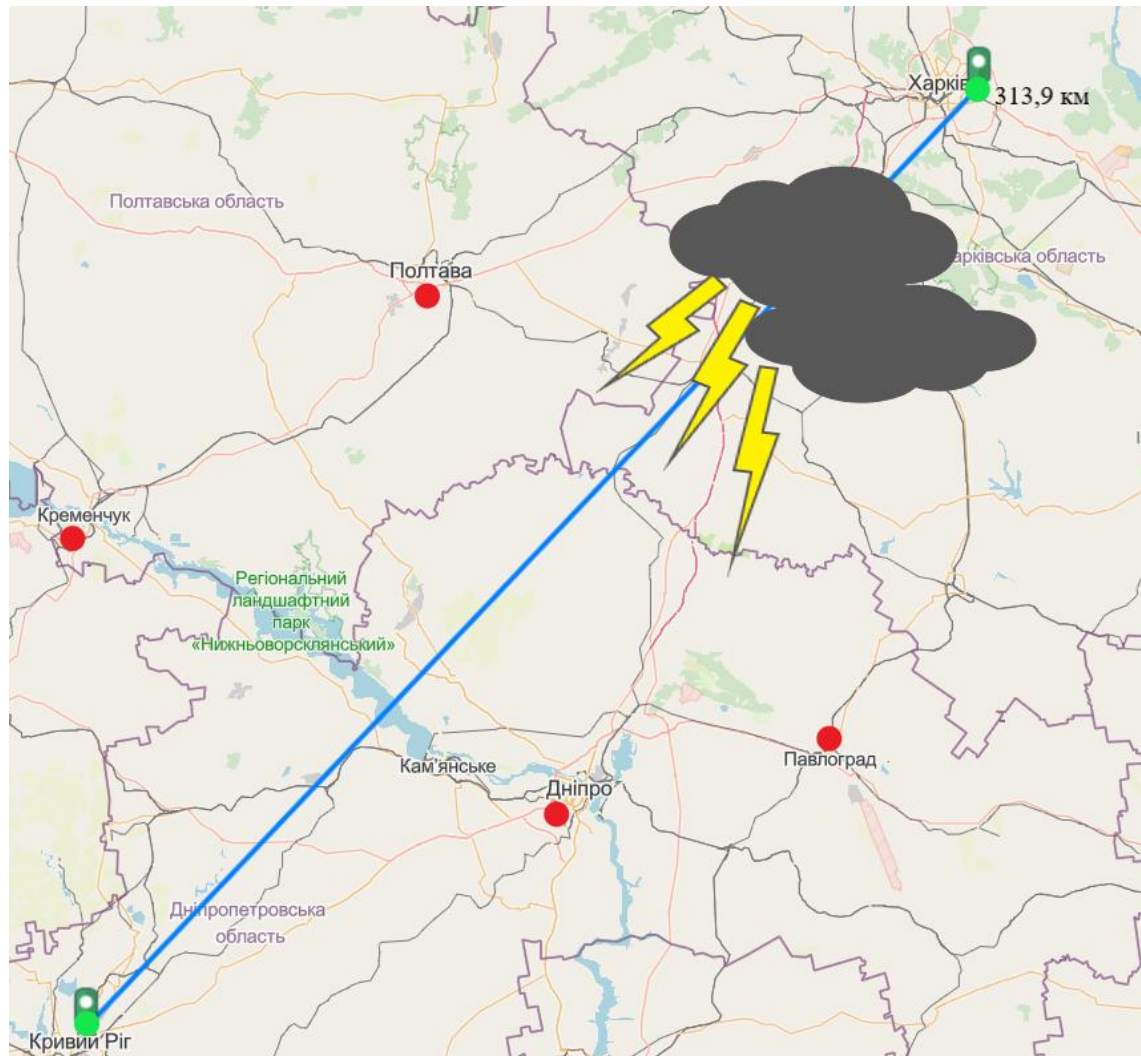 Харків
313,9 км
Полтавська область
арківська область
Полтава
Кременчук
Регіональний
ландшафтний
парк
«Нижньоворсклянський»
Кам'янське
Павлоград
Дніпро
Дніпропетровська
область
Кривий Ріг